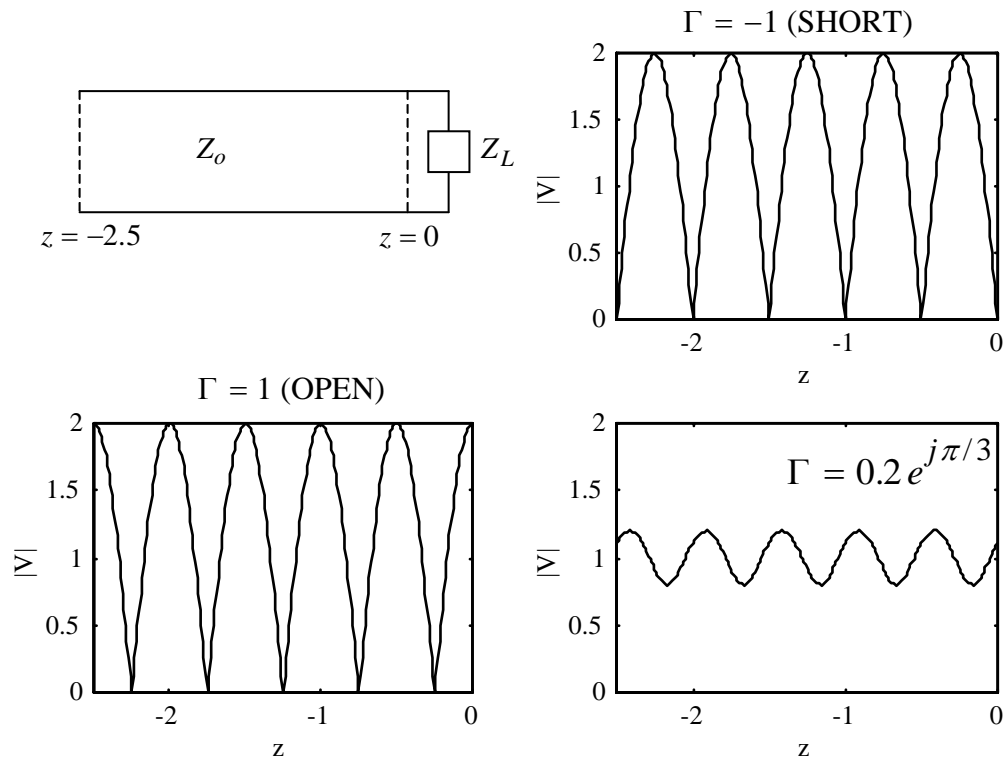 Γ = −1 (SHORT)
Z_o
Z_L
z = −2.5
z = 0
2
1.5
1
0.5
0
|V|
-2
-1
0
z
Γ = 1 (OPEN)
2
1.5
1
0.5
0
|V|
-2
-1
0
z
Γ = 0.2 e^{jπ/3}
2
1.5
1
0.5
0
|V|
-2
-1
0
z